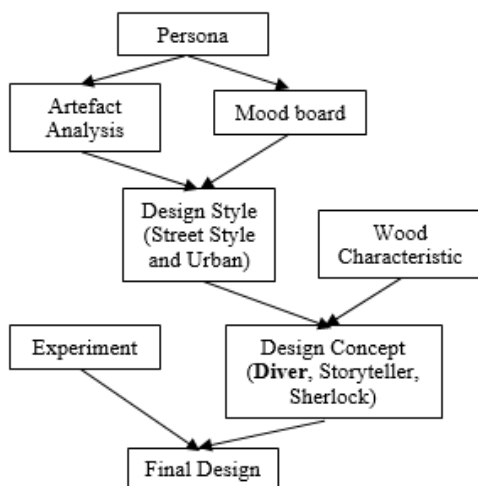 Persona
Artefact
Analysis
Mood board
Design Style
(Street Style
and Urban)
Wood
Characteristic
Experiment
Design Concept
(Diver, Storyteller,
Sherlock)
Final Design